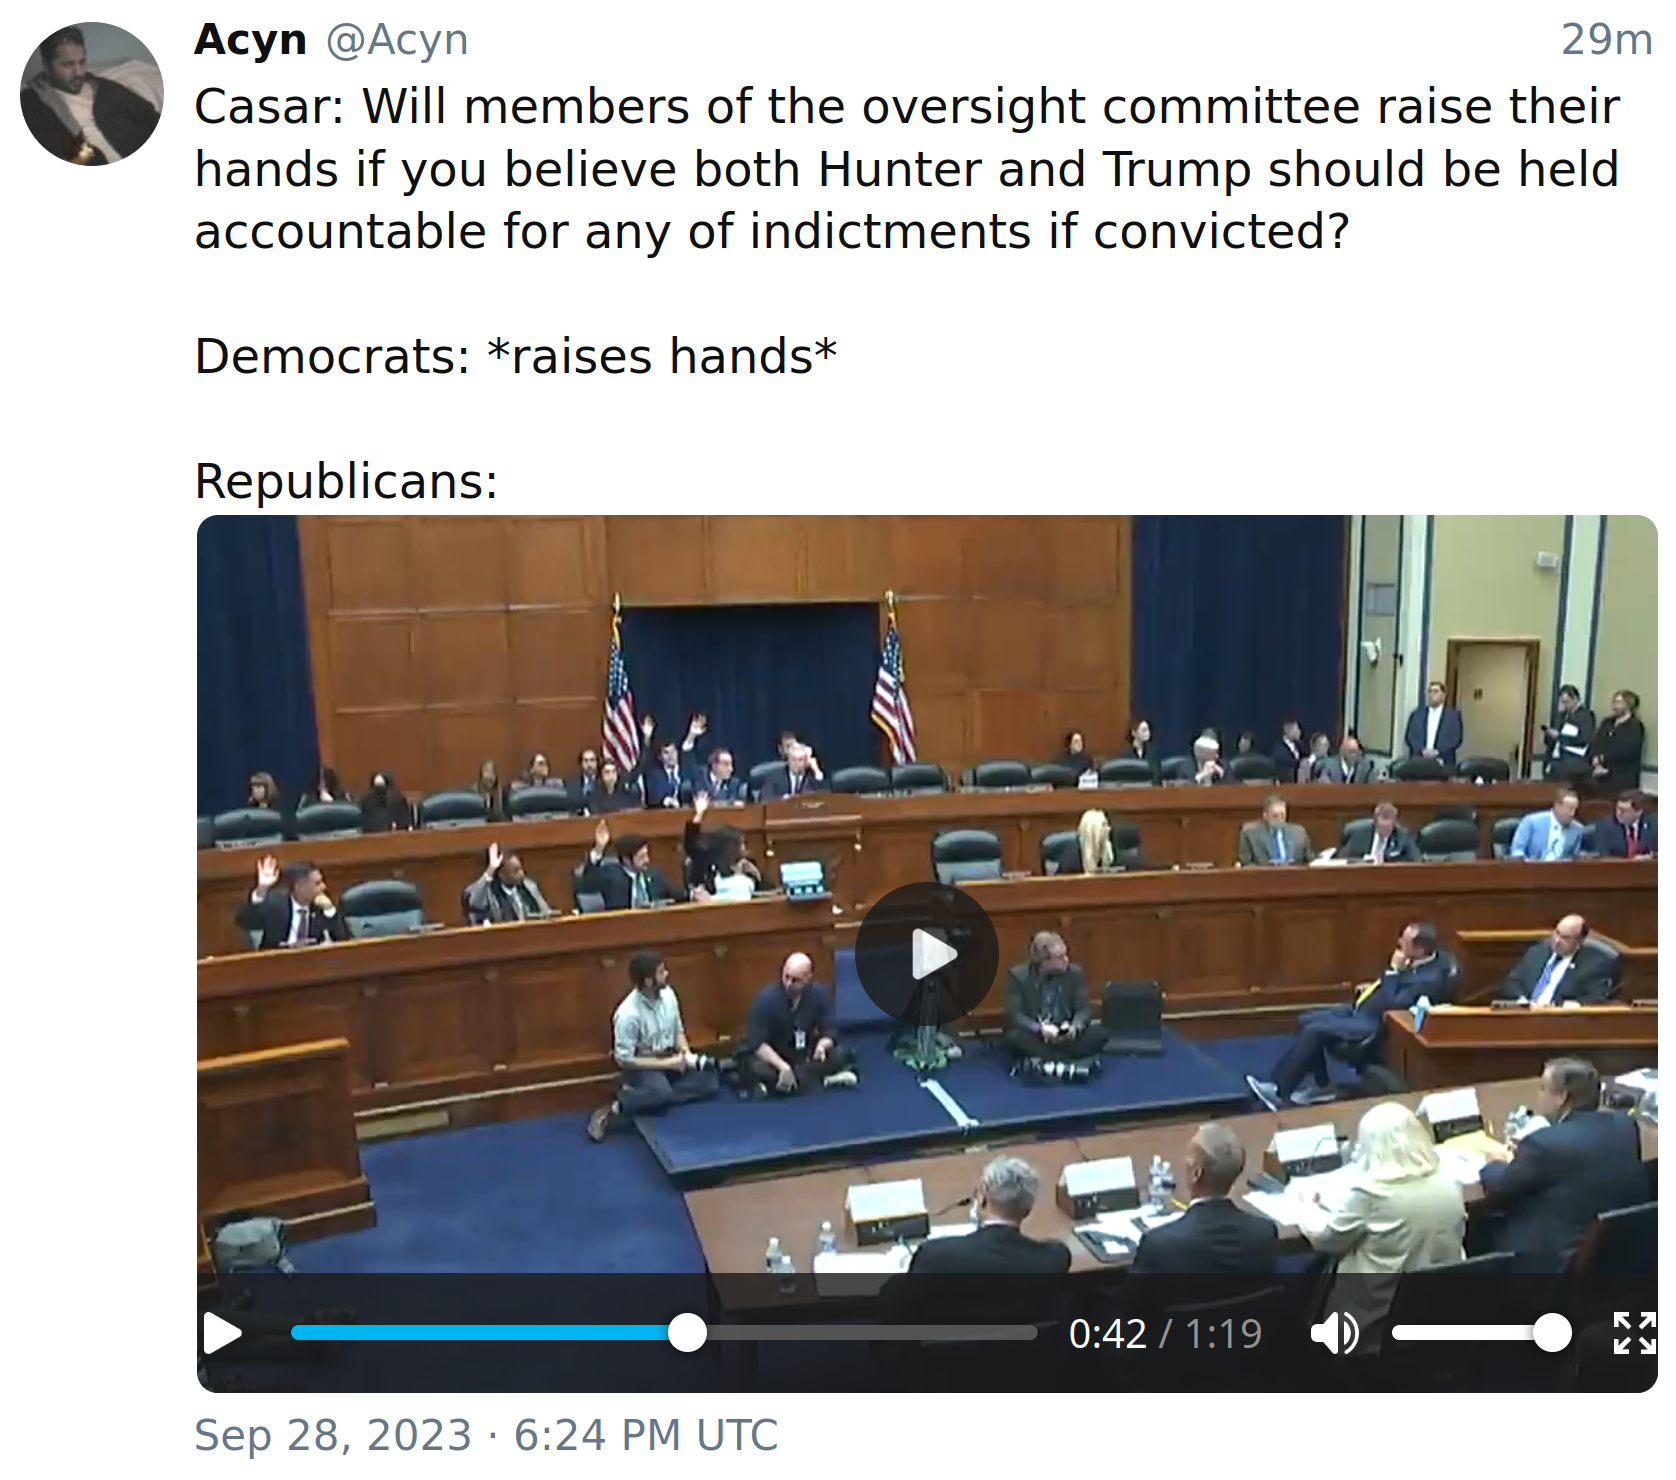 Acyn @Acyn 29m
Casar: Will members of the oversight committee raise their
hands if you believe both Hunter and Trump should be held
accountable for any of indictments if convicted?
Democrats: *raises hands*
Republicans:
0:42 / 1:19
Sep 28, 2023 · 6:24 PM UTC